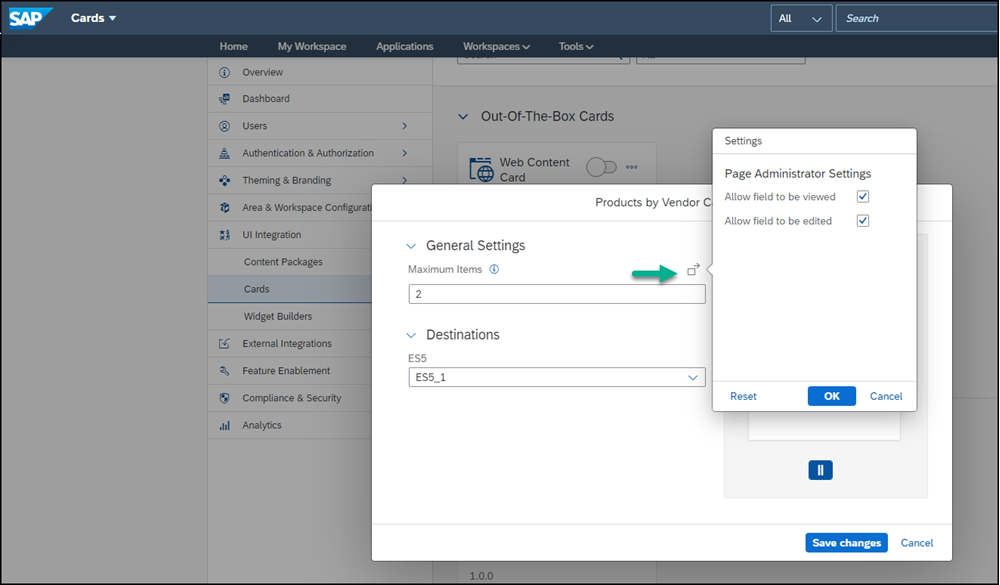 SAP Cards All Search
Home My Workspace Applications Workspaces Tools
Overview
Dashboard
Users
Authentication & Authorization
Theming & Branding
Area & Workspace Configurati
UI Integration
Content Packages
Cards
Widget Builders
External Integrations
Feature Enablement
Compliance & Security
Analytics
Out-Of-The-Box Cards
Web Content
Card
Products by Vendor C
General Settings
Maximum Items
2
Destinations
ES5
ES5_1
Settings
Page Administrator Settings
Allow field to be viewed
Allow field to be edited
Reset OK Cancel
Save changes Cancel
1.0.0